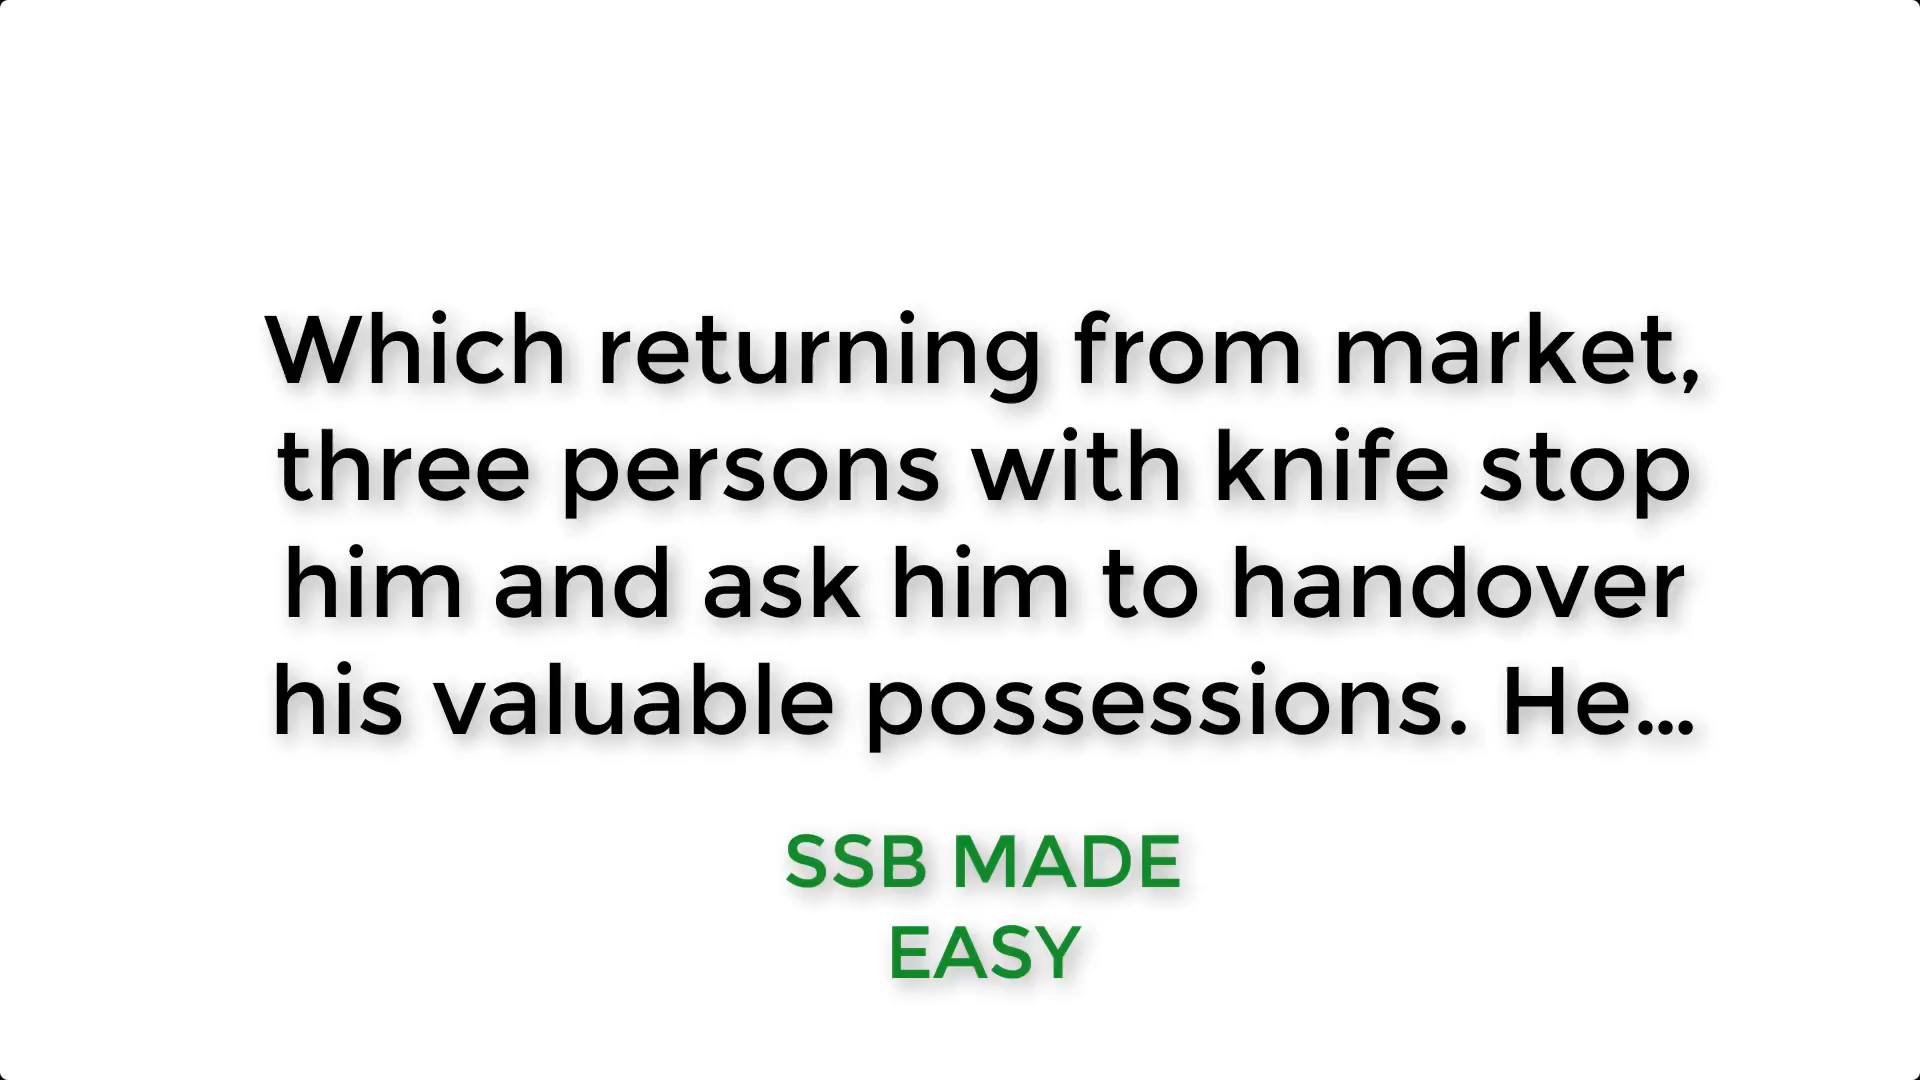 Which returning from market,
three persons with knife stop
him and ask him to handover
his valuable possessions. He...
SSB MADE
EASY